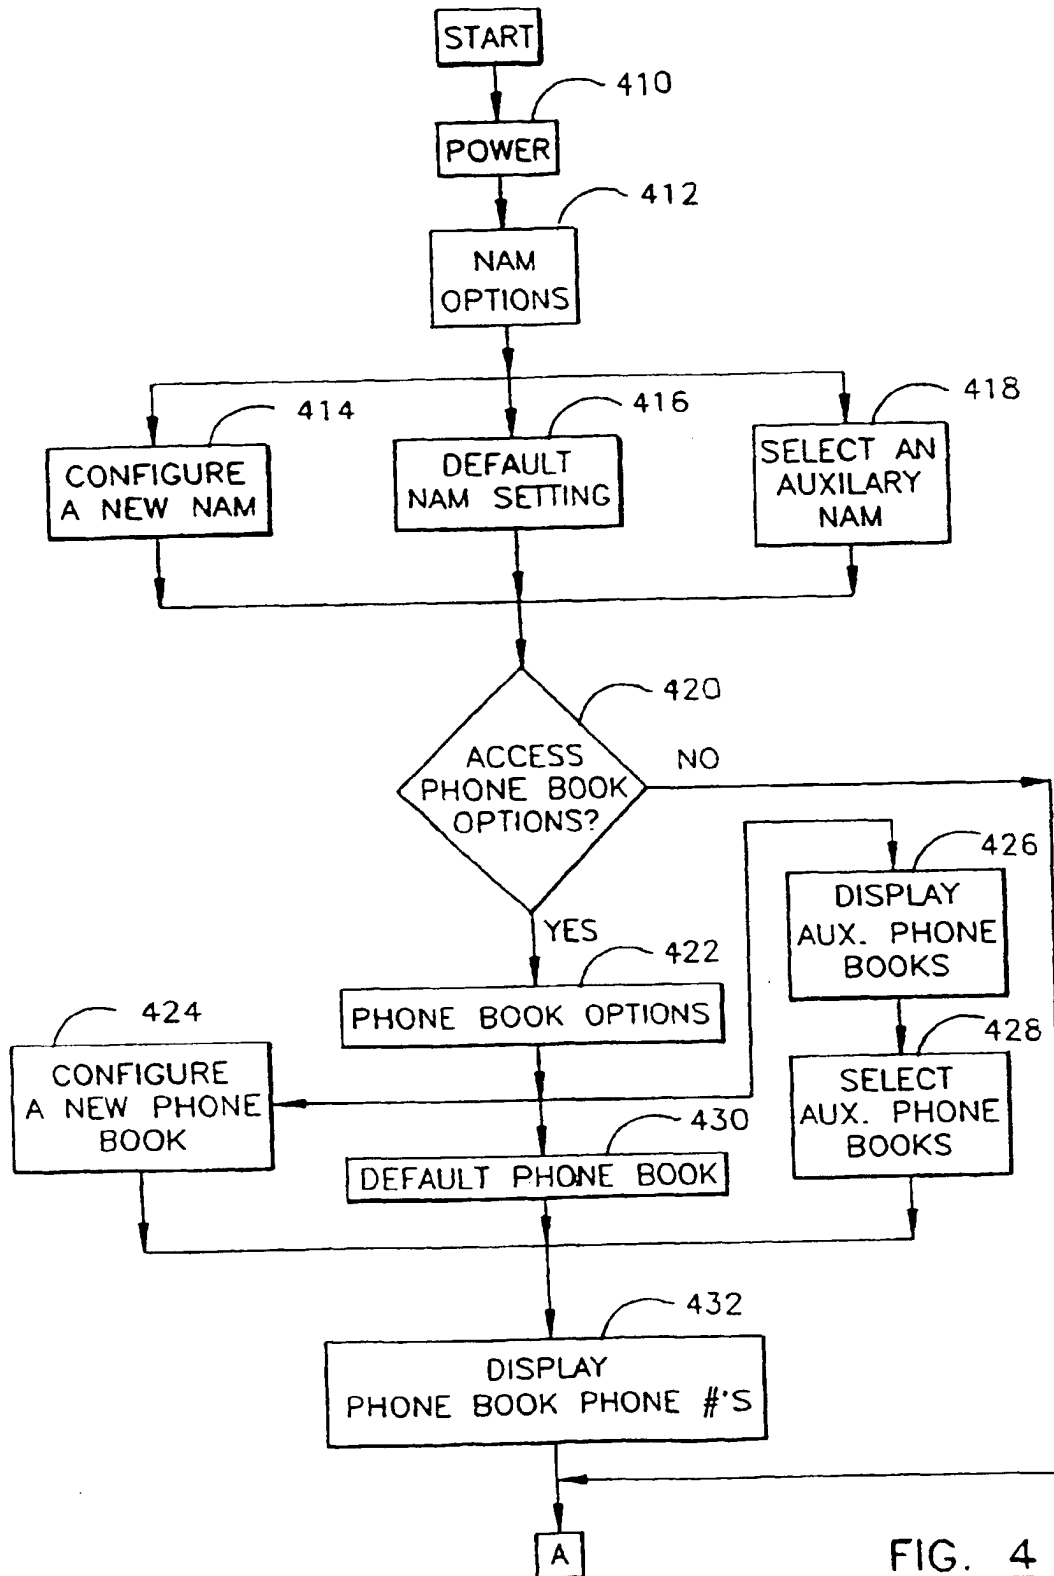 START
410
POWER
412
NAM
OPTIONS
414
CONFIGURE
A NEW NAM
416
DEFAULT
NAM SETTING
418
SELECT AN
AUXILARY
NAM
420
ACCESS
PHONE BOOK
OPTIONS?
NO
YES
422
PHONE BOOK OPTIONS
424
CONFIGURE
A NEW PHONE
BOOK
426
DISPLAY
AUX. PHONE
BOOKS
428
SELECT
AUX. PHONE
BOOKS
430
DEFAULT PHONE BOOK
432
DISPLAY
PHONE BOOK PHONE #'S
A
FIG. 4